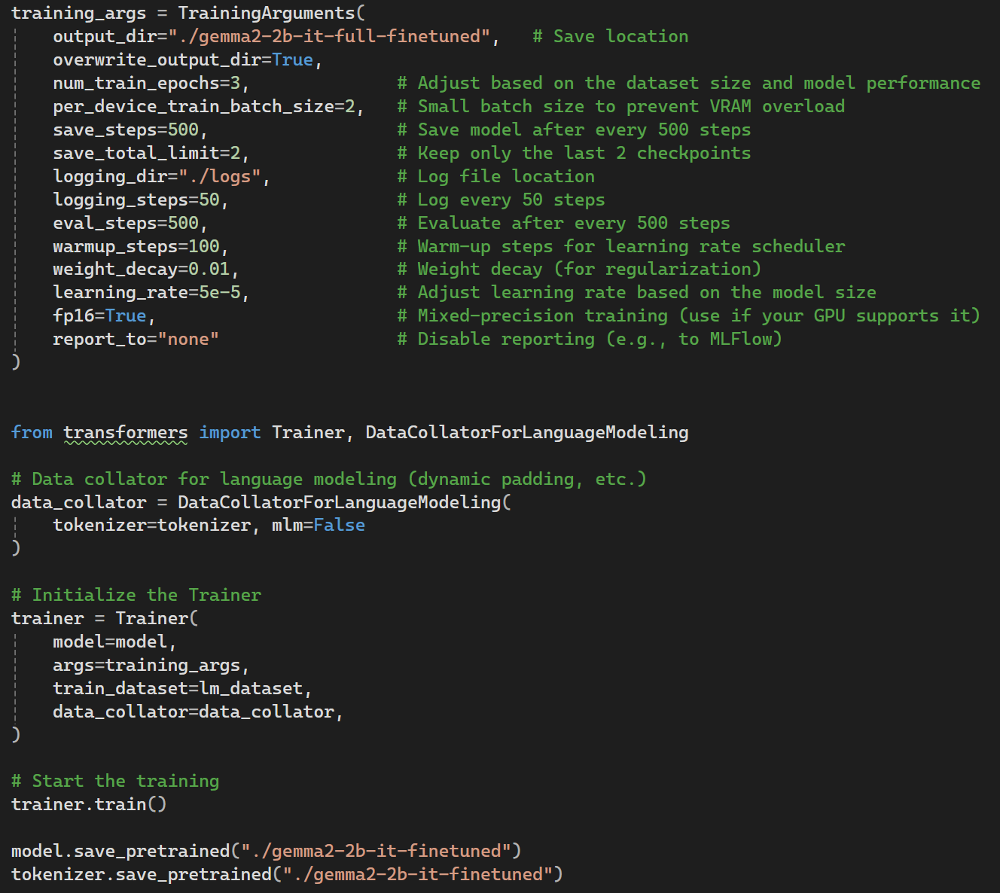 training_args = TrainingArguments(
    output_dir="./gemma2-2b-it-full-finetuned",   # Save location
    overwrite_output_dir=True,
    num_train_epochs=3,              # Adjust based on the dataset size and model performance
    per_device_train_batch_size=2,   # Small batch size to prevent VRAM overload
    save_steps=500,                  # Save model after every 500 steps
    save_total_limit=2,              # Keep only the last 2 checkpoints
    logging_dir="./logs",            # Log file location
    logging_steps=50,                # Log every 50 steps
    eval_steps=500,                  # Evaluate after every 500 steps
    warmup_steps=100,                # Warm-up steps for learning rate scheduler
    weight_decay=0.01,               # Weight decay (for regularization)
    learning_rate=5e-5,              # Adjust learning rate based on the model size
    fp16=True,                       # Mixed-precision training (use if your GPU supports it)
    report_to="none"                 # Disable reporting (e.g., to MLFlow)
)
from transformers import Trainer, DataCollatorForLanguageModeling
# Data collator for language modeling (dynamic padding, etc.)
data_collator = DataCollatorForLanguageModeling(
    tokenizer=tokenizer, mlm=False
)
# Initialize the Trainer
trainer = Trainer(
    model=model,
    args=training_args,
    train_dataset=lm_dataset,
    data_collator=data_collator,
)
# Start the training
trainer.train()
model.save_pretrained("./gemma2-2b-it-finetuned")
tokenizer.save_pretrained("./gemma2-2b-it-finetuned")